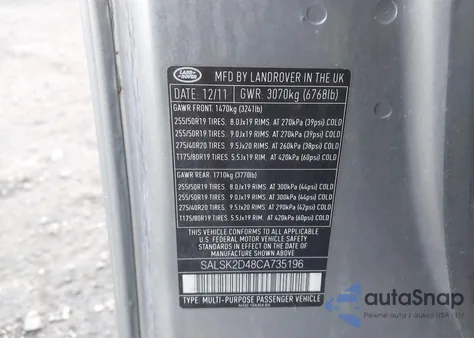 LAND ROVER
MFD BY LANDROVER IN THE UK
DATE: 12/11 GWR: 3070kg (6768lb)
GAWR FRONT: 1470kg (3241lb)
255/50R19 TIRES. 8.0Jx19 RIMS. AT 270kPa (39psi) COLD
255/50R19 TIRES. 9.0Jx19 RIMS. AT 270kPa (39psi) COLD
275/40R20 TIRES. 9.5Jx20 RIMS. AT 260kPa (38psi) COLD
T175/80R19 TIRES. 5.5Jx19 RIM. AT 420kPa (60psi) COLD
GAWR REAR: 1710kg (3770lb)
255/50R19 TIRES. 8.0Jx19 RIMS. AT 300kPa (44psi) COLD
255/50R19 TIRES. 9.0Jx19 RIMS. AT 300kPa (44psi) COLD
275/40R20 TIRES. 9.5Jx20 RIMS. AT 290kPa (42psi) COLD
T175/80R19 TIRES. 5.5Jx19 RIM. AT 420kPa (60psi) COLD
THIS VEHICLE CONFORMS TO ALL APPLICABLE
U.S. FEDERAL MOTOR VEHICLE SAFETY
STANDARDS IN EFFECT ON THE DATE OF
MANUFACTURE SHOWN ABOVE
SALSK2D48CA735196
TYPE: MULTI-PURPOSE PASSENGER VEHICLE
autoSnap
Pewne auta z USA i